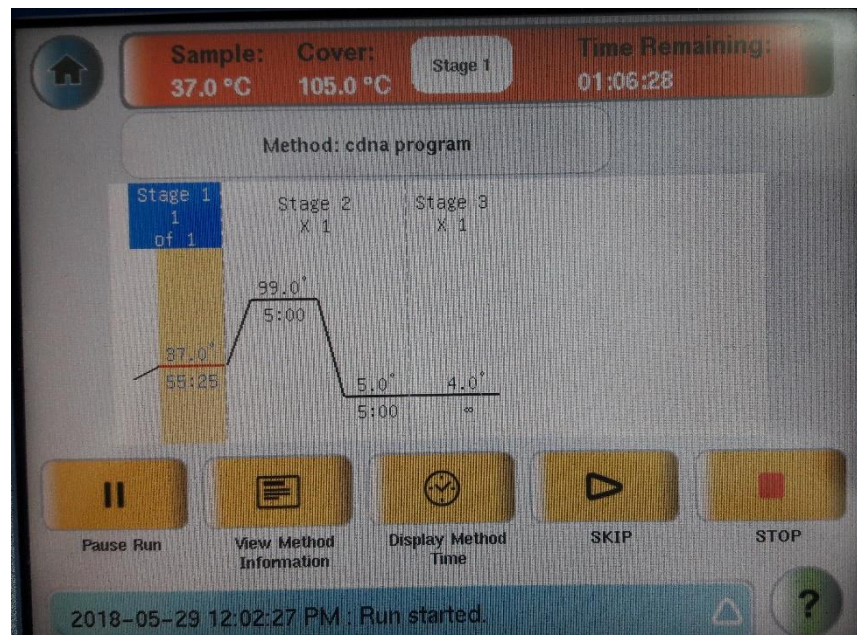 Sample: Cover: Stage 1 Time Remaining:
37.0 °C 105.0 °C 01:06:28
Method: cdna program
Stage 1 Stage 2 Stage 3
1 X 1 X 1
of 1
99.0°
5:00
37.0°
55:25 5.0° 4.0°
5:00 ∞
Pause Run View Method Information Display Method Time SKIP STOP
2018-05-29 12:02:27 PM : Run started.
?